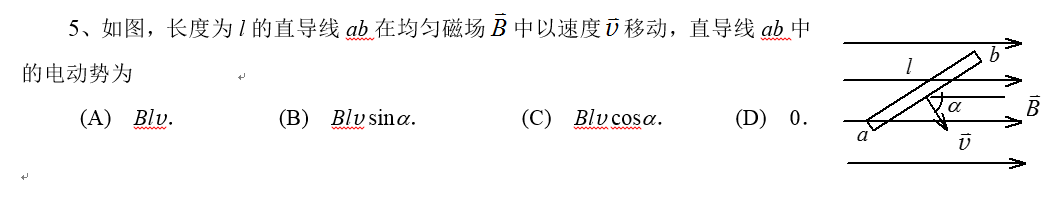 5、如图，长度为 l 的直导线 ab 在均匀磁场 B⃗ 中以速度 v⃗ 移动，直导线 ab 中
的电动势为
(A) Blv. (B) Blv sinα. (C) Blv cosα. (D) 0.
b
l
α
B⃗
a
v⃗